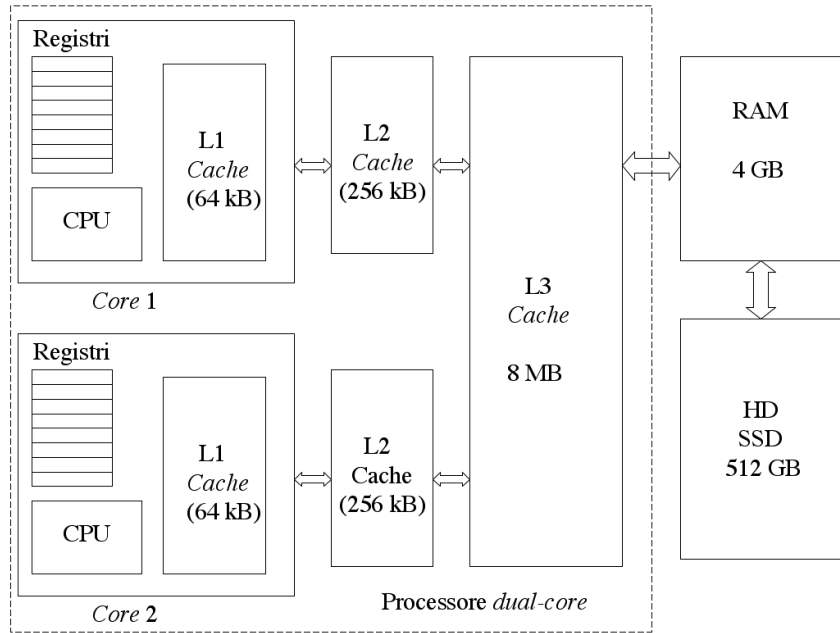 Registri
L1
Cache
(64 kB)
CPU
Core 1
L2
Cache
(256 kB)
Registri
L1
Cache
(64 kB)
CPU
Core 2
L2
Cache
(256 kB)
L3
Cache
8 MB
Processore dual-core
RAM
4 GB
HD
SSD
512 GB